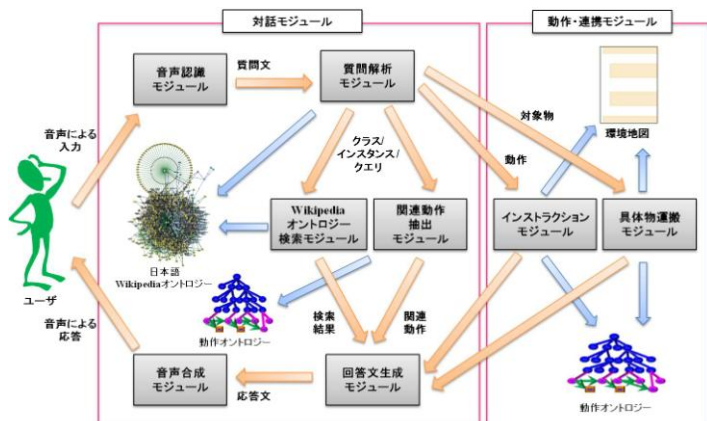 対話モジュール
動作・連携モジュール
音声認識
モジュール
質問文
質問解析
モジュール
音声による
入力
対象物
環境地図
クラス/
インスタンス/
クエリ
動作
Wikipedia
オントロジー
検索モジュール
関連動作
抽出
モジュール
インストラクション
モジュール
具体物運搬
モジュール
日本語
Wikipediaオントロジー
ユーザ
音声による
応答
検索
結果
関連
動作
動作オントロジー
音声合成
モジュール
応答文
回答文生成
モジュール
動作オントロジー